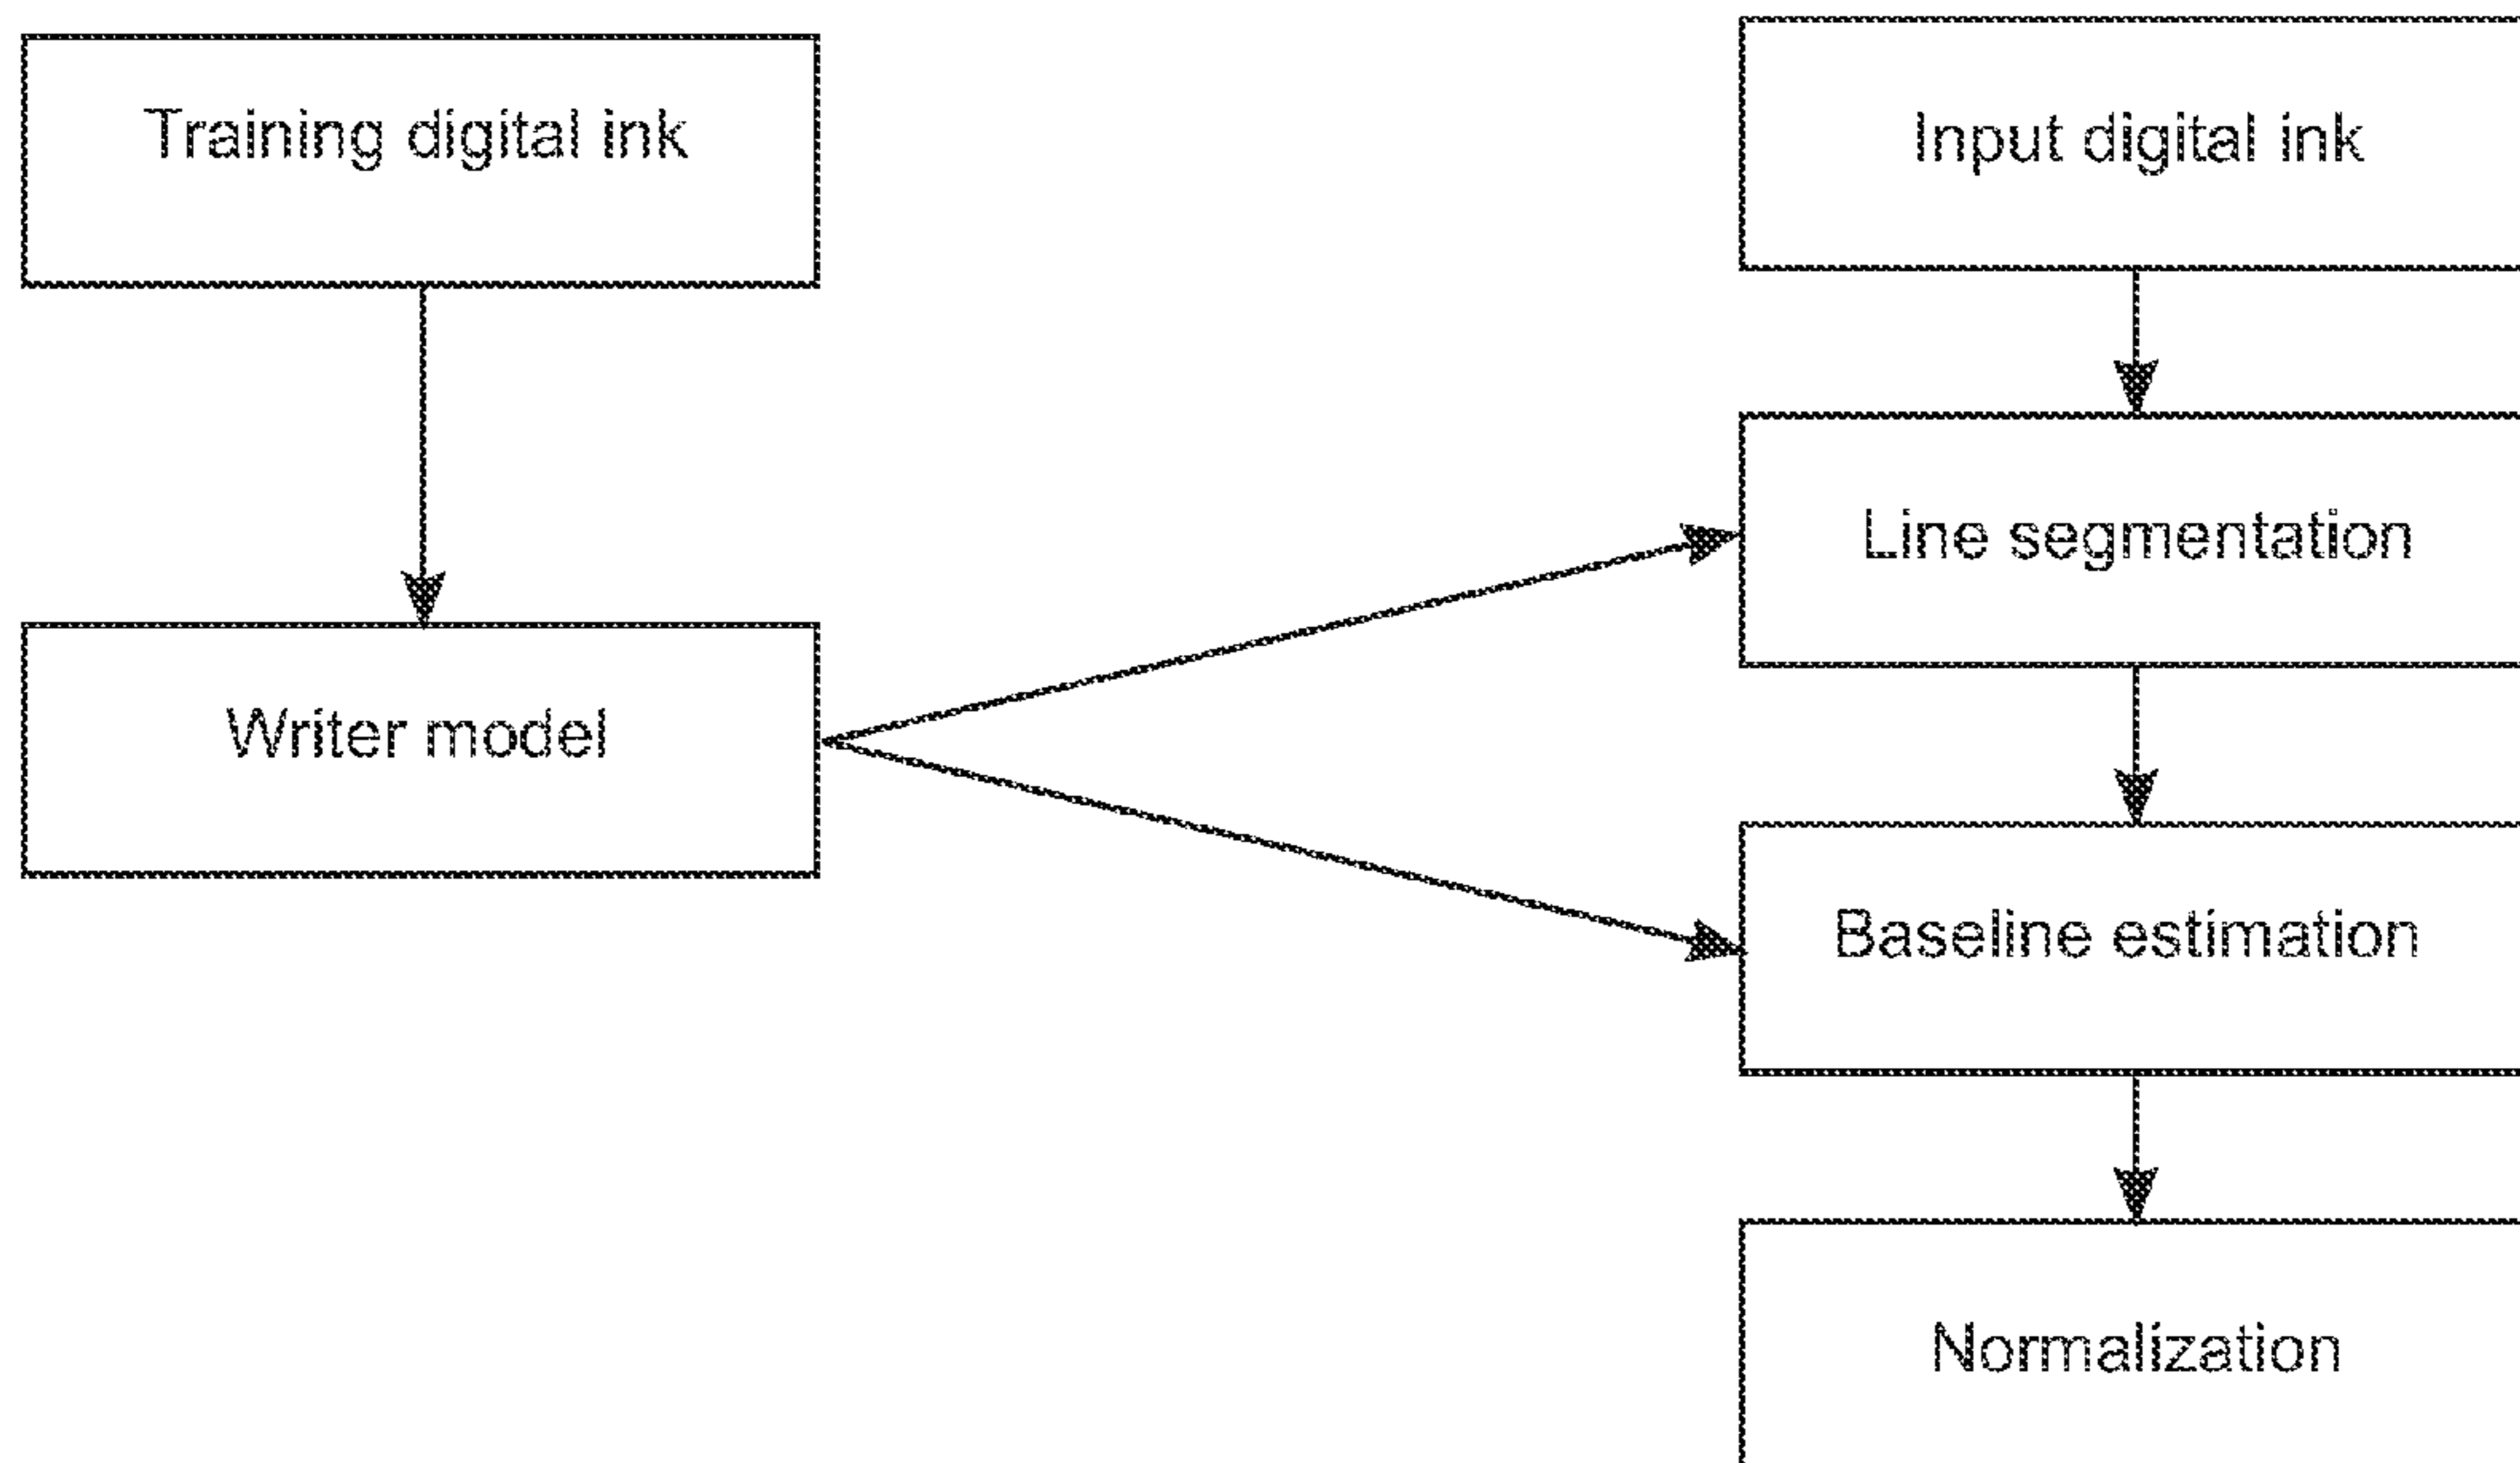 Training digital ink
Input digital ink
Line segmentation
Writer model
Baseline estimation
Normalization